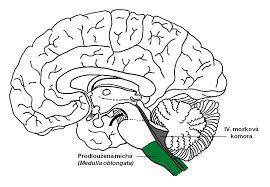 IV. mozková
komora
Prodloužená mícha
(Medulla oblongata)